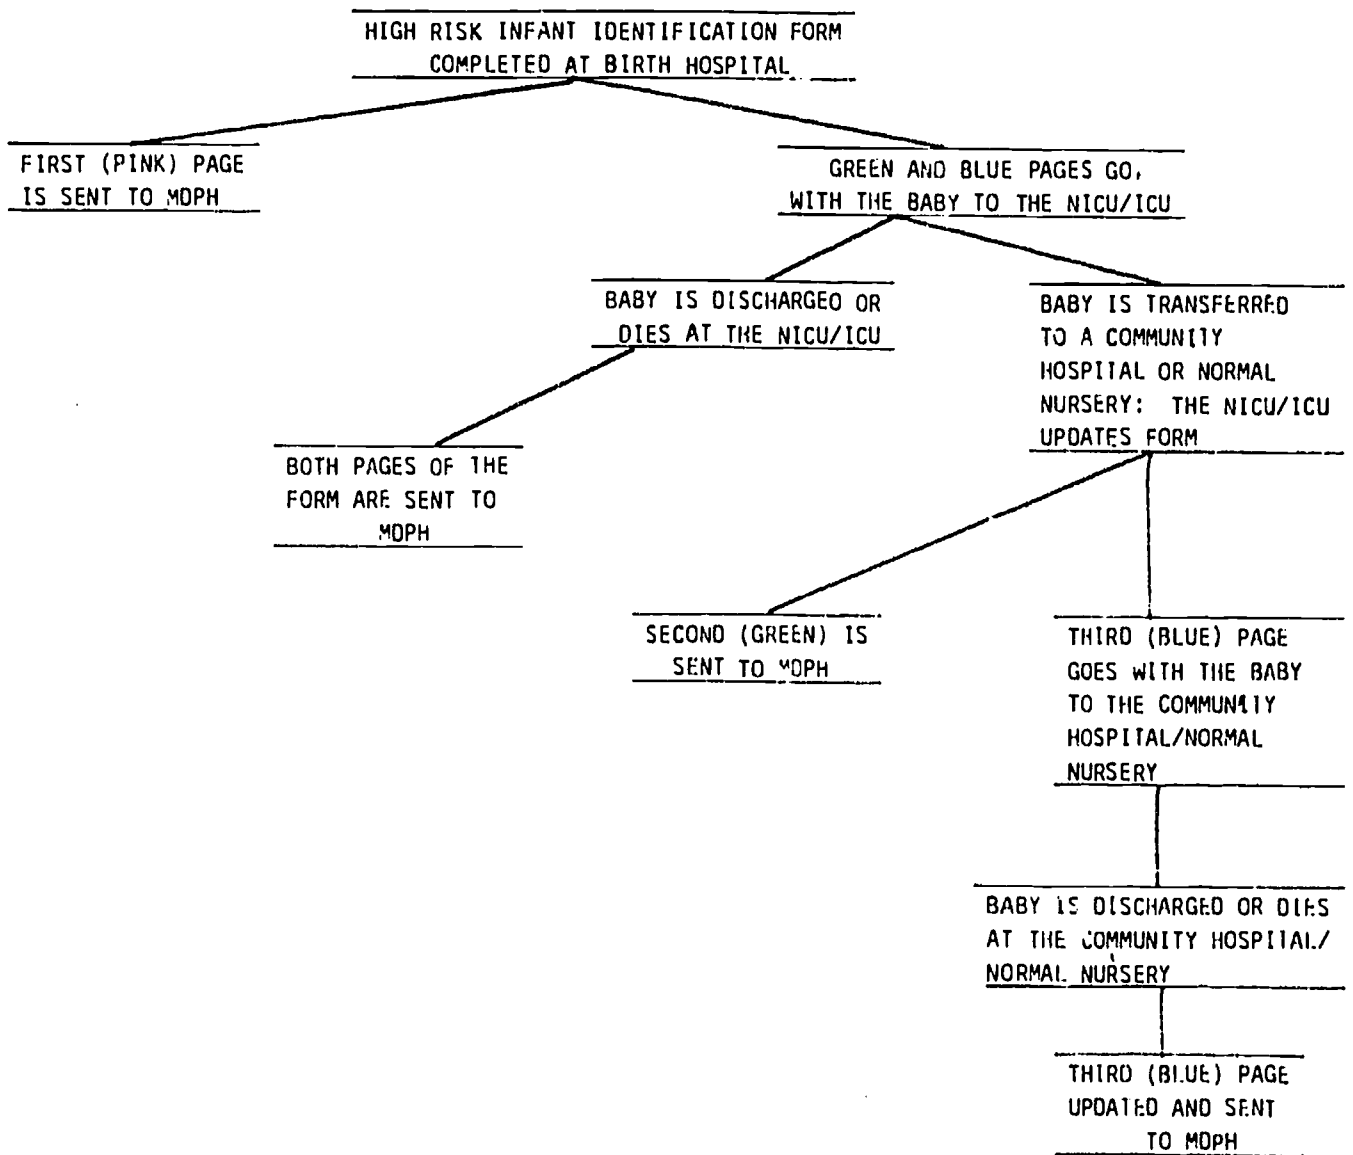 HIGH RISK INFANT IDENTIFICATION FORM
COMPLETED AT BIRTH HOSPITAL
FIRST (PINK) PAGE
IS SENT TO MDPH
GREEN AND BLUE PAGES GO,
WITH THE BABY TO THE NICU/ICU
BABY IS DISCHARGED OR
DIES AT THE NICU/ICU
BABY IS TRANSFERRED
TO A COMMUNITY
HOSPITAL OR NORMAL
NURSERY: THE NICU/ICU
UPDATES FORM
BOTH PAGES OF THE
FORM ARE SENT TO
MDPH
SECOND (GREEN) IS
SENT TO MDPH
THIRD (BLUE) PAGE
GOES WITH THE BABY
TO THE COMMUNITY
HOSPITAL/NORMAL
NURSERY
BABY IS DISCHARGED OR DIES
AT THE COMMUNITY HOSPITAL/
NORMAL NURSERY
THIRD (BLUE) PAGE
UPDATED AND SENT
TO MDPH